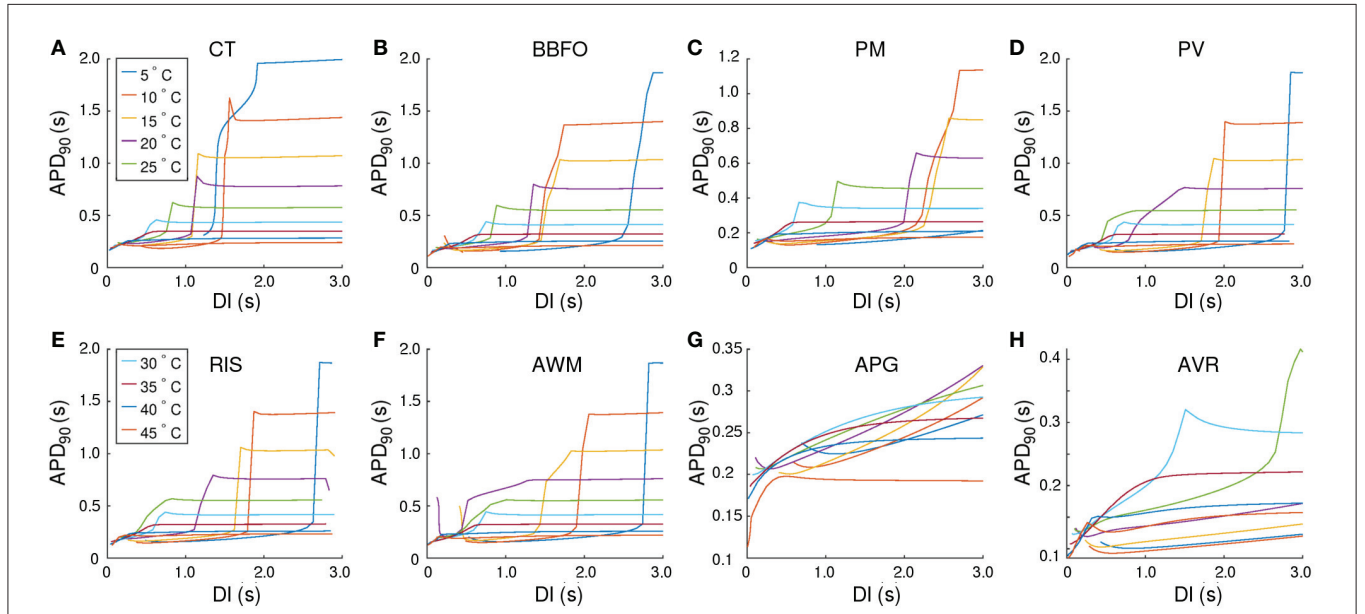 A CT
B BBFO
C PM
D PV
2.0
1.5
1.0
0.5
0
5°C
10°C
15°C
20°C
25°C
APD90(s)
0 1.0 2.0 3.0
DI (s)
2.0
1.5
1.0
0.5
0
APD90(s)
0 1.0 2.0 3.0
DI (s)
1.2
1.0
0.8
0.6
0.4
0.2
0
APD90(s)
0 1.0 2.0 3.0
DI (s)
2.0
1.5
1.0
0.5
0
APD90(s)
0 1.0 2.0 3.0
DI (s)
E RIS
F AWM
G APG
H AVR
2.0
1.5
1.0
0.5
0
30°C
35°C
40°C
45°C
APD90(s)
0 1.0 2.0 3.0
DI (s)
2.0
1.5
1.0
0.5
0
APD90(s)
0 1.0 2.0 3.0
DI (s)
0.35
0.3
0.25
0.2
0.15
0.1
APD90(s)
0 1.0 2.0 3.0
DI (s)
0.4
0.3
0.2
0.1
APD90(s)
0 1.0 2.0 3.0
DI (s)